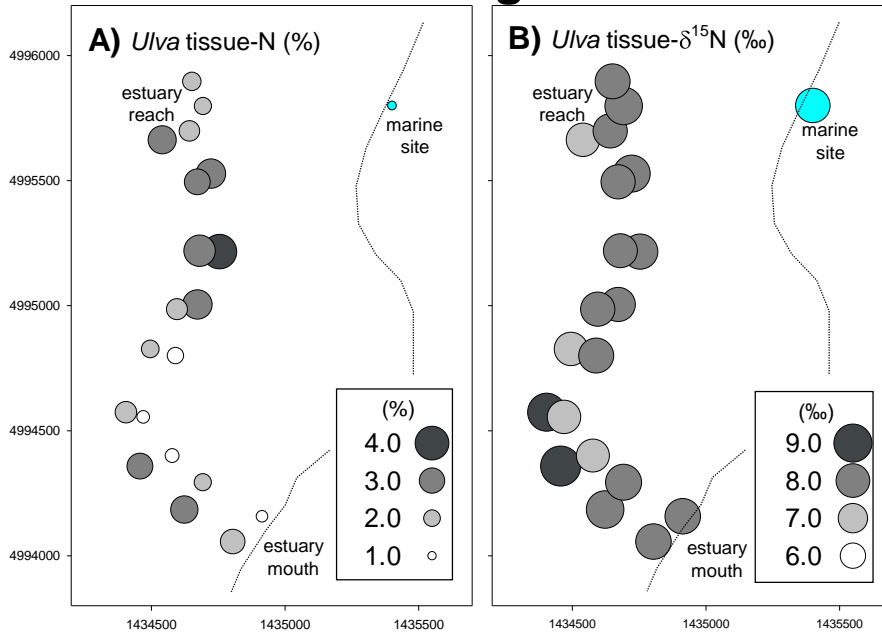 A) Ulva tissue-N (%)
4996000
4995500
4995000
4994500
4994000
estuary
reach
marine
site
(%)
4.0
3.0
2.0
1.0
estuary
mouth
1434500
1435000
1435500
B) Ulva tissue-δ¹⁵N (‰)
estuary
reach
marine
site
(‰)
9.0
8.0
7.0
6.0
estuary
mouth
1434500
1435000
1435500